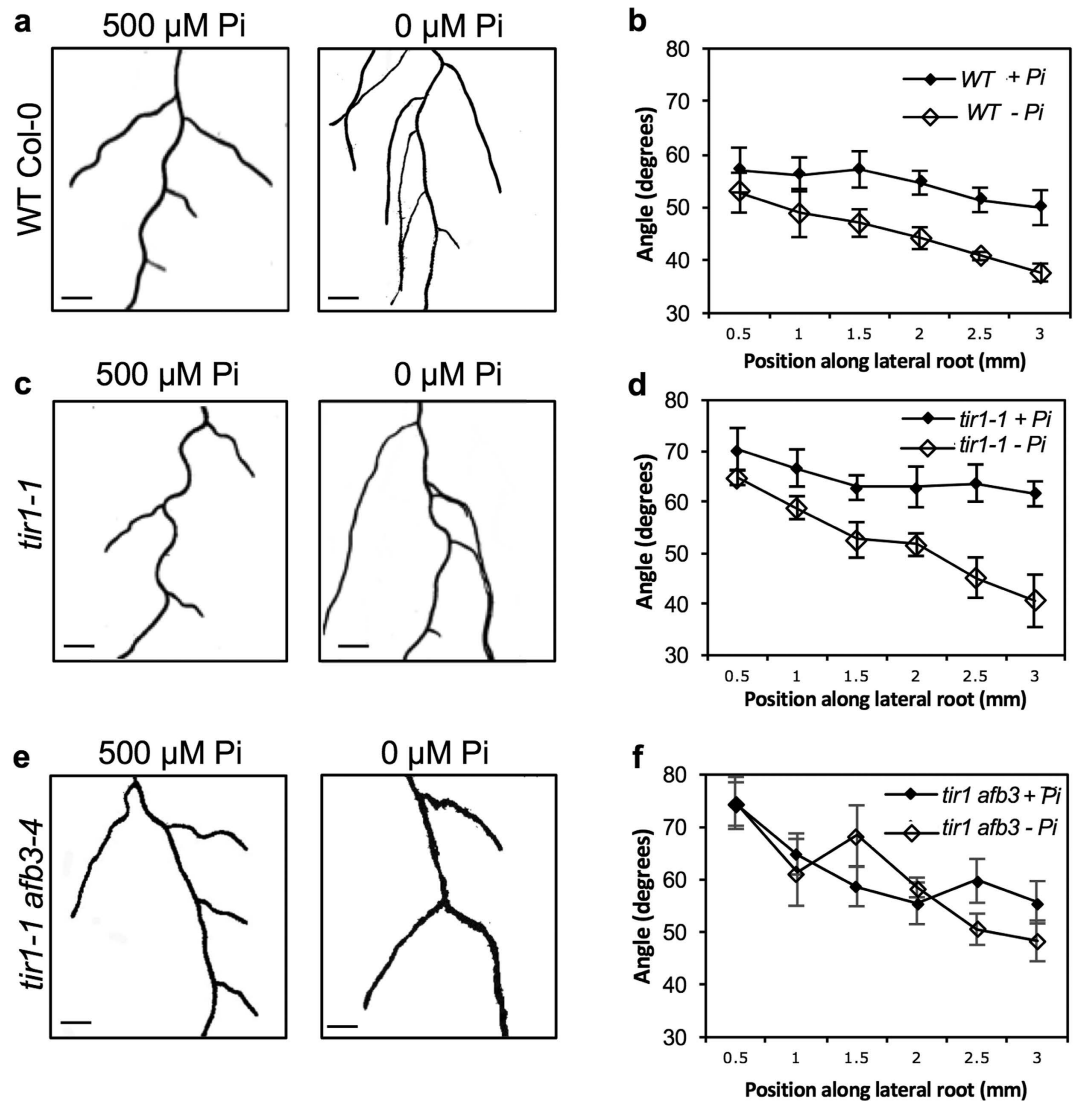 a
500 µM Pi
0 µM Pi
WT Col-0
b
80
70
60
50
40
30
Angle (degrees)
WT + Pi
WT - Pi
0.5 1 1.5 2 2.5 3
Position along lateral root (mm)
c
500 µM Pi
0 µM Pi
tir1-1
d
80
70
60
50
40
30
Angle (degrees)
tir1-1 + Pi
tir1-1 - Pi
0.5 1 1.5 2 2.5 3
Position along lateral root (mm)
e
500 µM Pi
0 µM Pi
tir1-1 afb3-4
f
80
70
60
50
40
30
Angle (degrees)
tir1 afb3 + Pi
tir1 afb3 - Pi
0.5 1 1.5 2 2.5 3
Position along lateral root (mm)